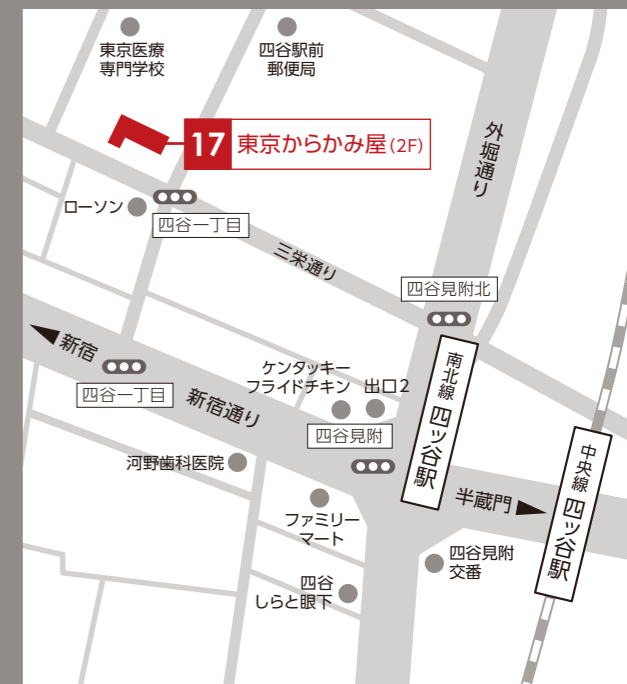 東京医療
専門学校
四谷駅前
郵便局
17 東京からかみ屋(2F)
外堀通り
ローソン
四谷一丁目
三栄通り
四谷見附北
新宿
四谷一丁目
新宿通り
ケンタッキー
フライドチキン
出口2
四谷見附
南北線 四ツ谷駅
中央線 四ツ谷駅
河野歯科医院
半蔵門
ファミリー
マート
四谷見附
交番
四谷
しらと眼下